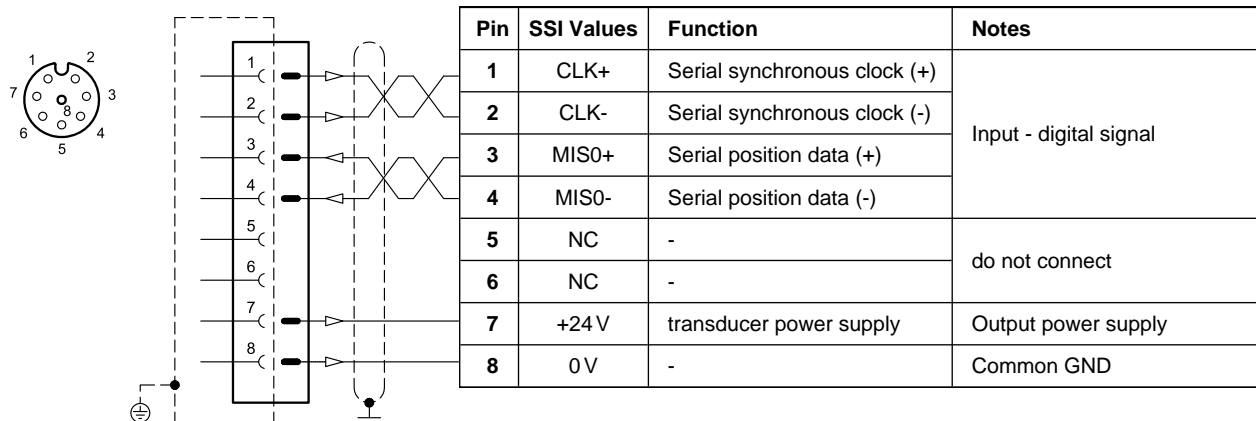 1 2
7 3
8
6 4
5
1
2
3
4
5
6
7
8
Pin SSI Values Function Notes
1 CLK+ Serial synchronous clock (+)
2 CLK- Serial synchronous clock (-)
Input - digital signal
3 MIS0+ Serial position data (+)
4 MIS0- Serial position data (-)
5 NC -
do not connect
6 NC -
7 +24 V transducer power supply Output power supply
8 0 V - Common GND